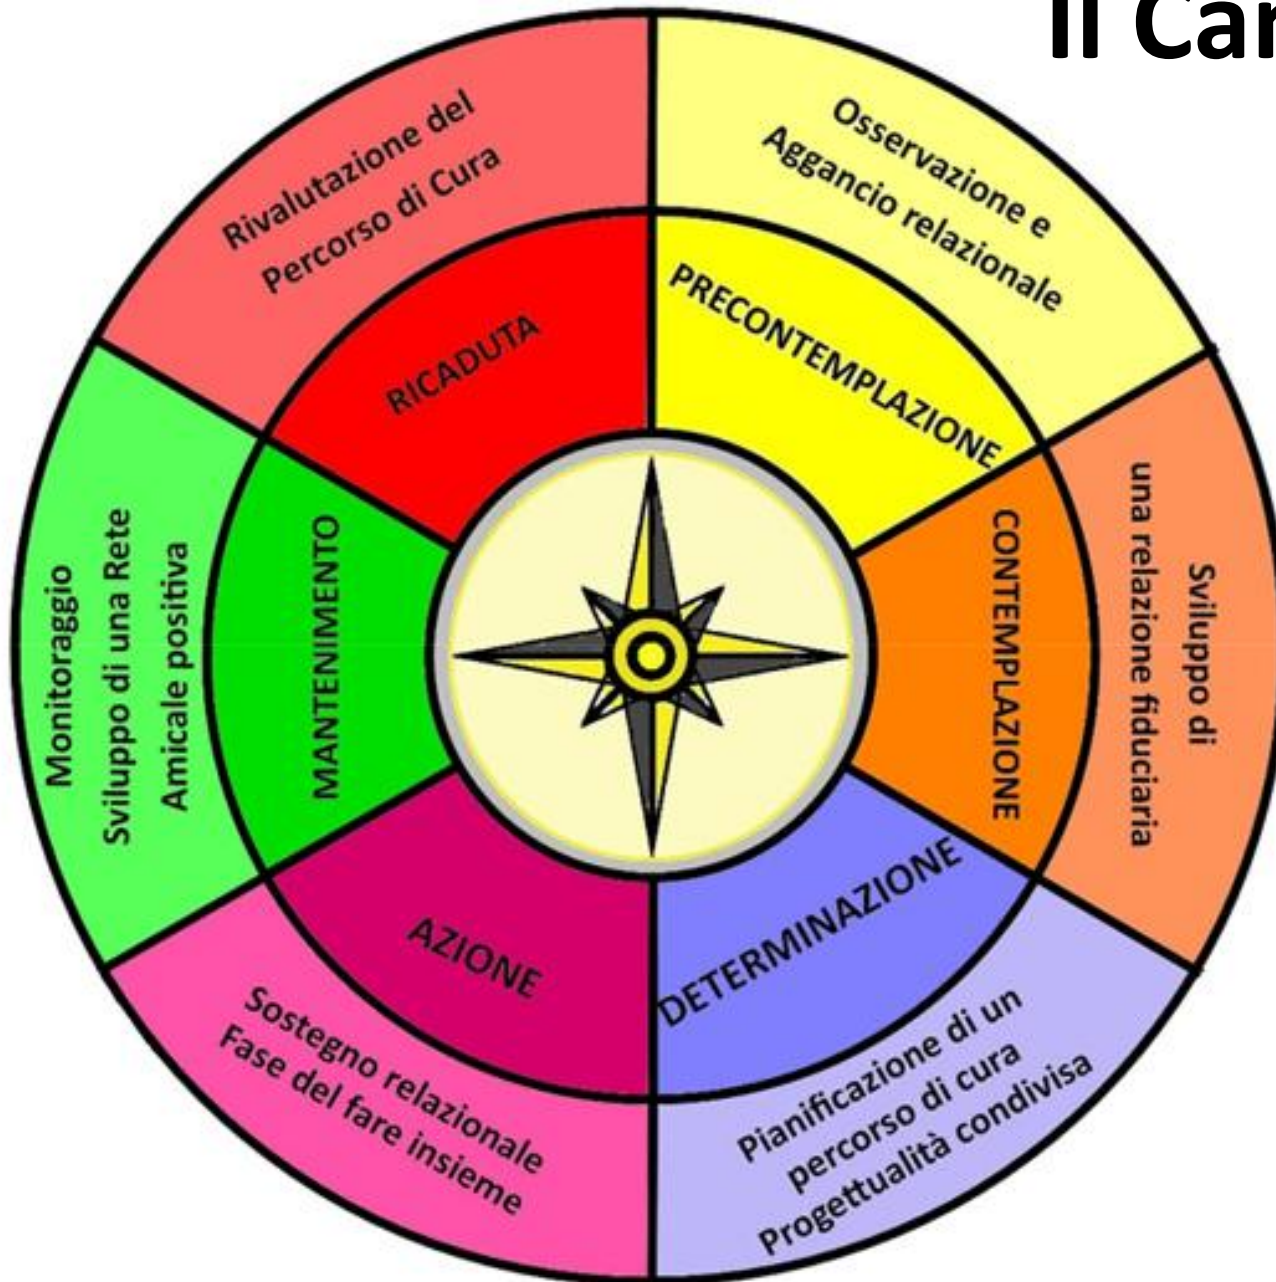 Il Car
Osservazione e
Aggancio relazionale
PRECONTEMPLAZIONE
Sviluppo di
una relazione fiduciaria
CONTEMPLAZIONE
DETERMINAZIONE
Pianificazione di un
percorso di cura
Progettualità condivisa
AZIONE
Sostegno relazionale
Fase del fare insieme
MANTENIMENTO
Monitoraggio
Sviluppo di una Rete
Amicale positiva
RICADUTA
Rivalutazione del
Percorso di Cura